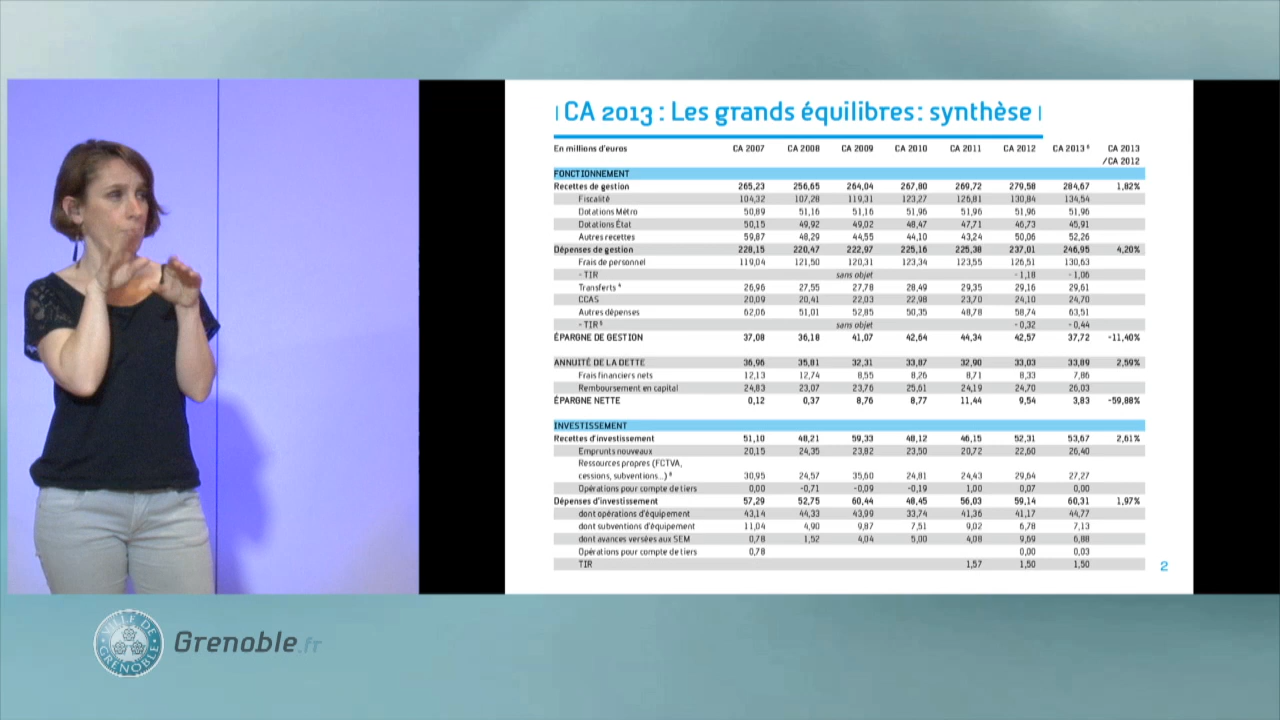 | CA 2013 : Les grands équilibres : synthèse |
En millions d'euros CA 2007 CA 2008 CA 2009 CA 2010 CA 2011 CA 2012 CA 2013 ⁶ CA 2013 /CA 2012
FONCTIONNEMENT
Recettes de gestion 265,23 256,65 264,04 267,80 269,72 279,58 284,67 1,82%
Fiscalité 104,32 107,28 119,31 123,27 126,81 130,84 134,54
Dotations Métro 50,89 51,16 51,16 51,96 51,96 51,96 51,96
Dotations État 50,15 49,92 49,02 48,47 47,71 46,73 45,91
Autres recettes 59,87 48,29 44,55 44,10 43,24 50,06 52,26
Dépenses de gestion 228,15 220,47 222,97 225,16 225,38 237,01 246,95 4,20%
Frais de personnel 119,04 121,50 120,31 123,34 123,55 126,51 130,63
- TIR sans objet - 1,18 - 1,06
Transferts ⁴ 26,96 27,55 27,78 28,49 29,35 29,16 29,61
CCAS 20,09 20,41 22,03 22,98 23,70 24,10 24,70
Autres dépenses 62,06 51,01 52,85 50,35 48,78 58,74 63,51
- TIR ⁵ sans objet - 0,32 - 0,44
ÉPARGNE DE GESTION 37,08 36,18 41,07 42,64 44,34 42,57 37,72 -11,40%
ANNUITÉ DE LA DETTE 36,96 35,81 32,31 33,87 32,90 33,03 33,89 2,59%
Frais financiers nets 12,13 12,74 8,55 8,26 8,71 8,33 7,86
Remboursement en capital 24,83 23,07 23,76 25,61 24,19 24,70 26,03
ÉPARGNE NETTE 0,12 0,37 8,76 8,77 11,44 9,54 3,83 -59,88%
INVESTISSEMENT
Recettes d'investissement 51,10 48,21 59,33 48,12 46,15 52,31 53,67 2,61%
Emprunts nouveaux 20,15 24,35 23,82 23,50 20,72 22,60 26,40
Ressources propres (FCTVA,
cessions, subventions...) 30,95 24,57 35,60 24,81 24,43 29,64 27,27
Opérations pour compte de tiers 0,00 -0,71 -0,09 -0,19 1,00 0,07 0,00
Dépenses d'investissement 57,29 52,75 60,44 48,45 56,03 59,14 60,31 1,97%
dont opérations d'équipement 43,14 44,33 43,99 33,74 41,36 41,17 44,77
dont subventions d'équipement 11,04 4,90 9,87 7,51 9,02 6,78 7,13
dont avances versées aux SEM 0,78 1,52 4,04 5,00 4,08 9,69 6,88
Opérations pour compte de tiers 0,78 0,00 0,03
TIR 1,57 1,50 1,50
2
VILLE DE GRENOBLE
Grenoble.fr